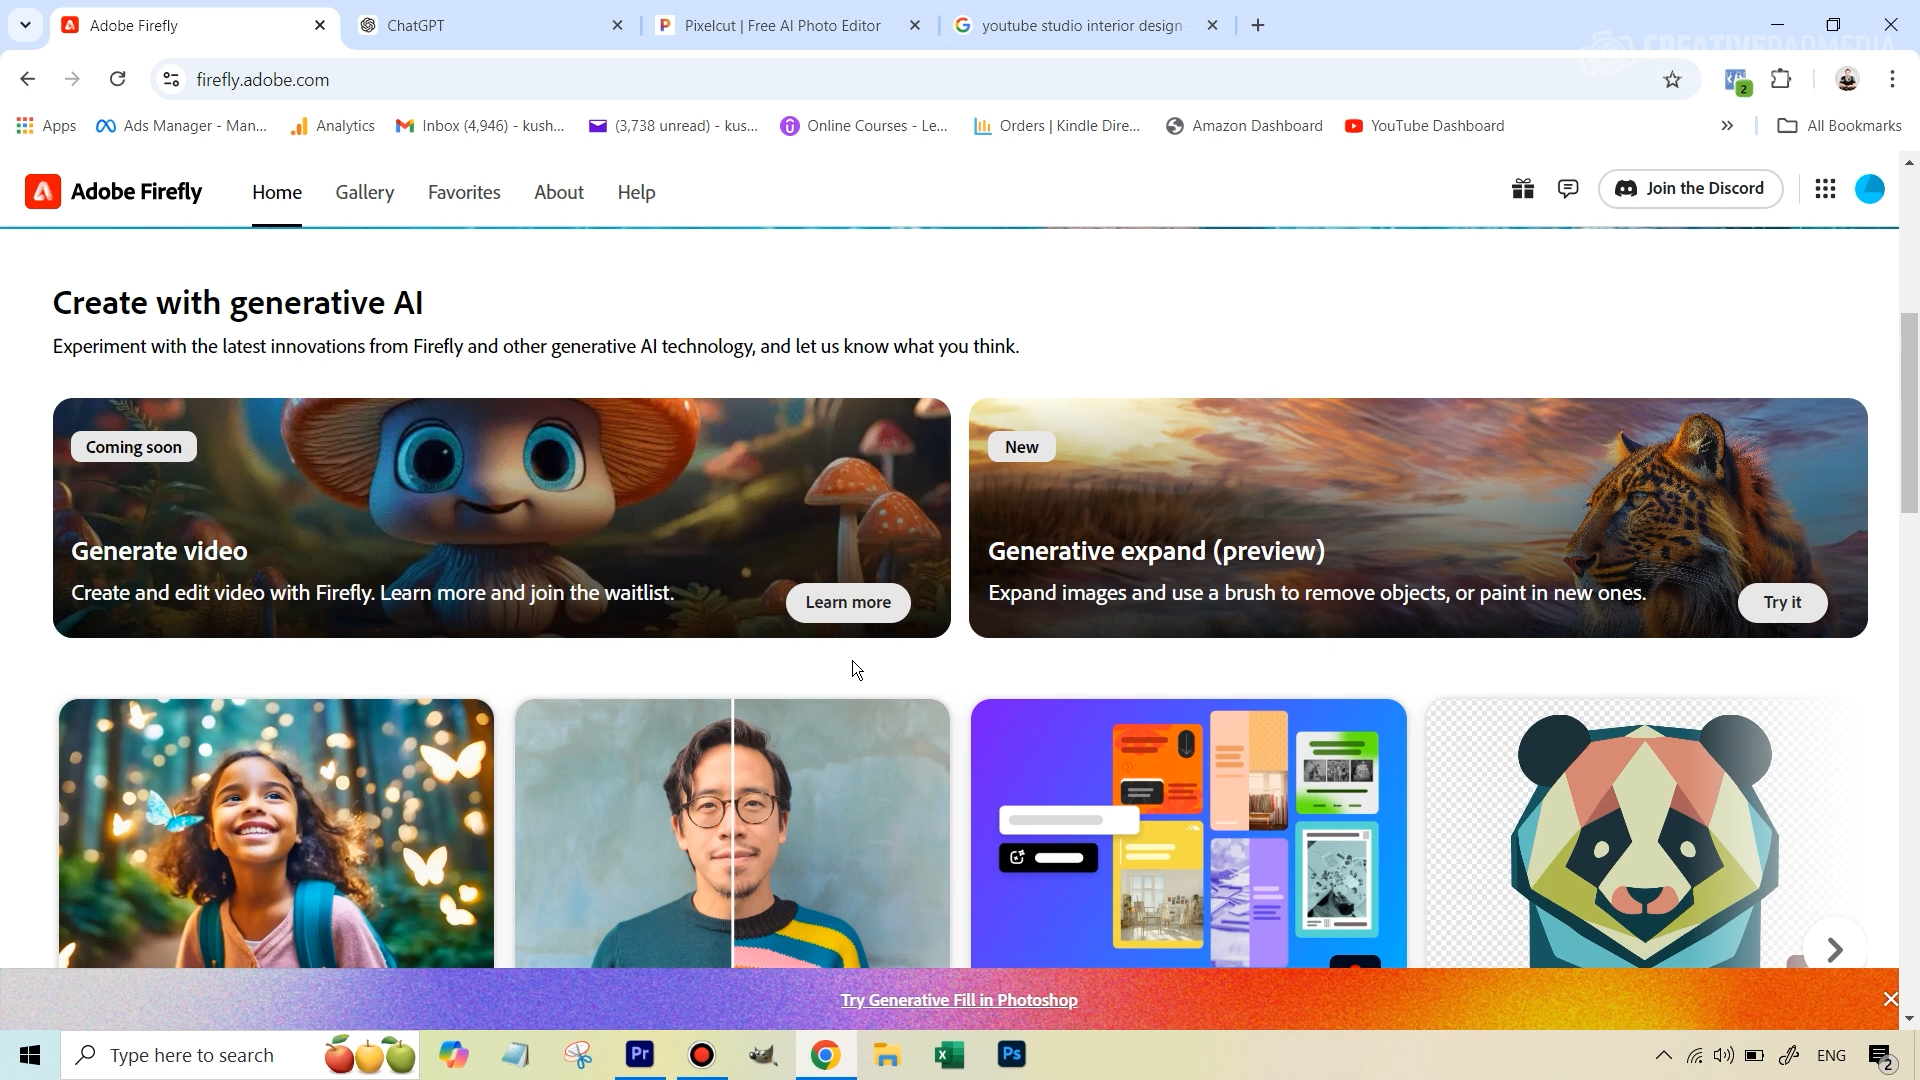 Adobe Firefly
ChatGPT
Pixelcut | Free AI Photo Editor
youtube studio interior design
CREATIVEDADMEDIA
firefly.adobe.com
2
Apps
Ads Manager - Man...
Analytics
Inbox (4,946) - kush...
(3,738 unread) - kus...
Online Courses - Le...
Orders | Kindle Dire...
Amazon Dashboard
YouTube Dashboard
All Bookmarks
Adobe Firefly
Home
Gallery
Favorites
About
Help
Join the Discord
Create with generative AI
Experiment with the latest innovations from Firefly and other generative AI technology, and let us know what you think.
Coming soon
Generate video
Create and edit video with Firefly. Learn more and join the waitlist.
Learn more
New
Generative expand (preview)
Expand images and use a brush to remove objects, or paint in new ones.
Try it
Try Generative Fill in Photoshop
Type here to search
Pr
Ps
ENG
2